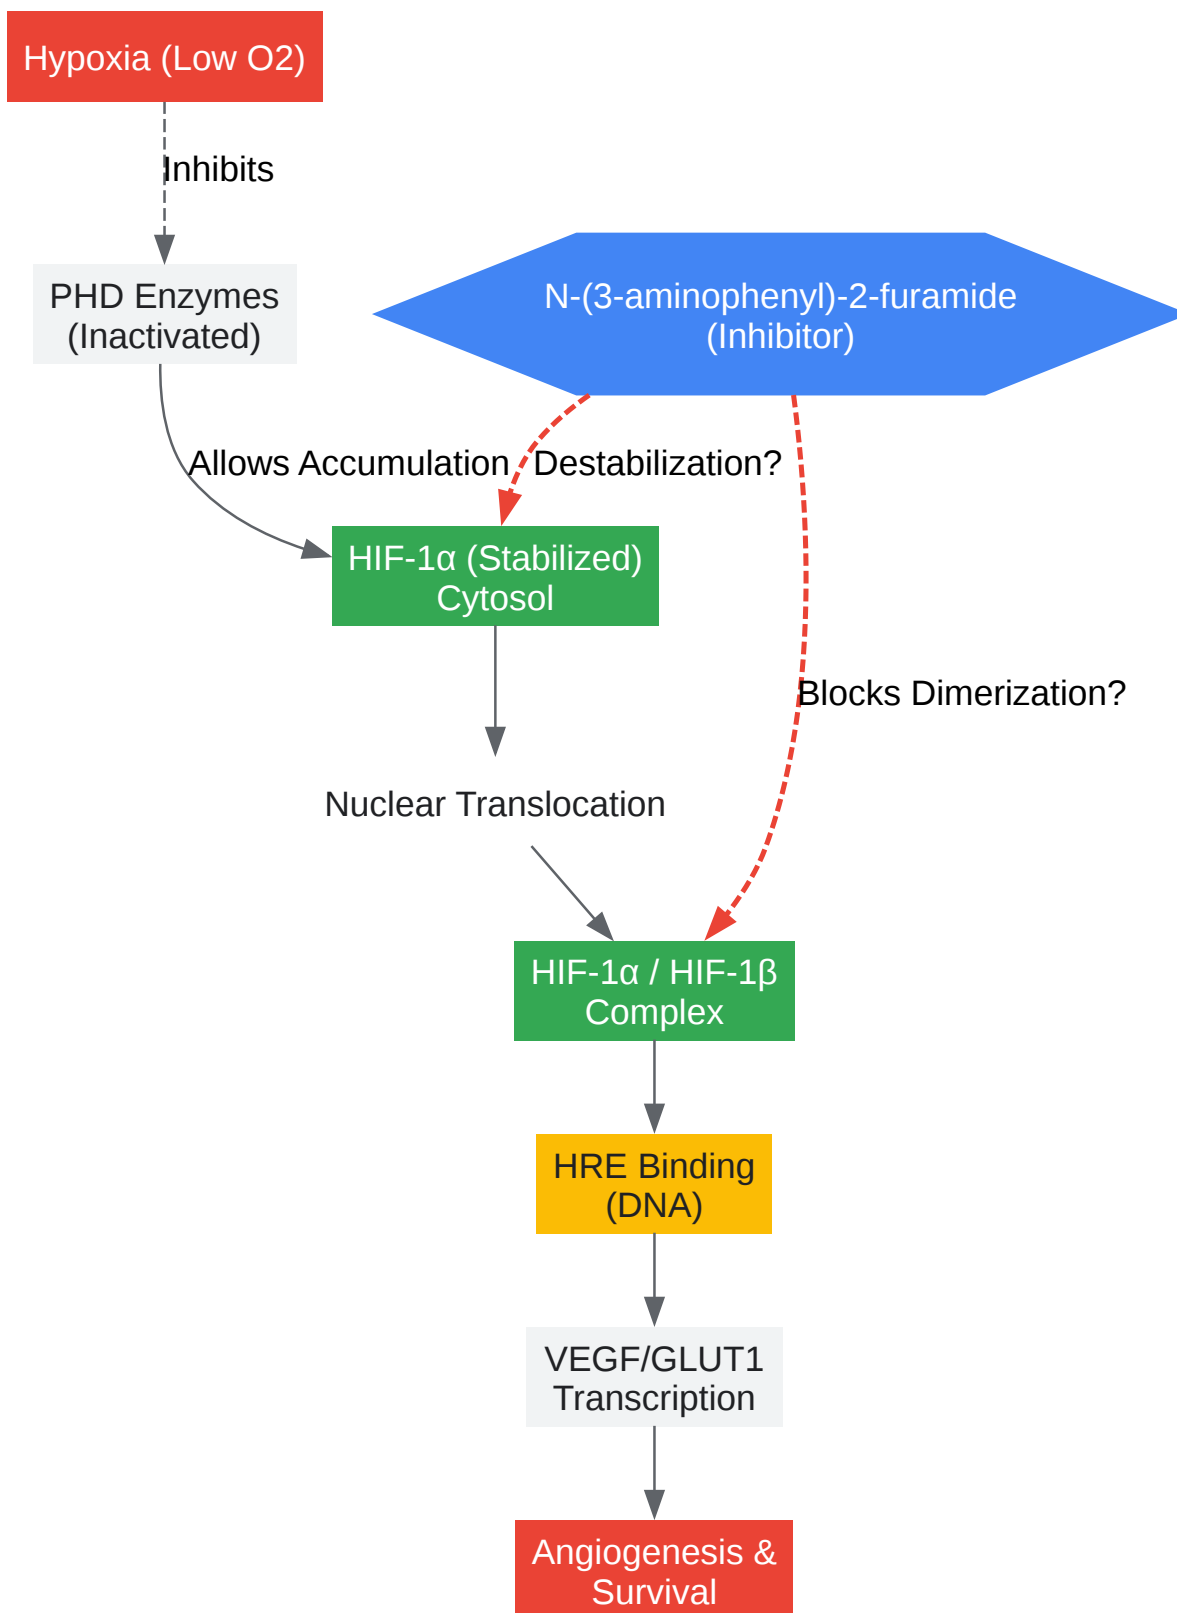 Hypoxia (Low O2)
Inhibits
PHD Enzymes
(Inactivated)
N-(3-aminophenyl)-2-furamide
(Inhibitor)
Allows Accumulation
Destabilization?
HIF-1α (Stabilized)
Cytosol
Blocks Dimerization?
Nuclear Translocation
HIF-1α / HIF-1β
Complex
HRE Binding
(DNA)
VEGF/GLUT1
Transcription
Angiogenesis &
Survival